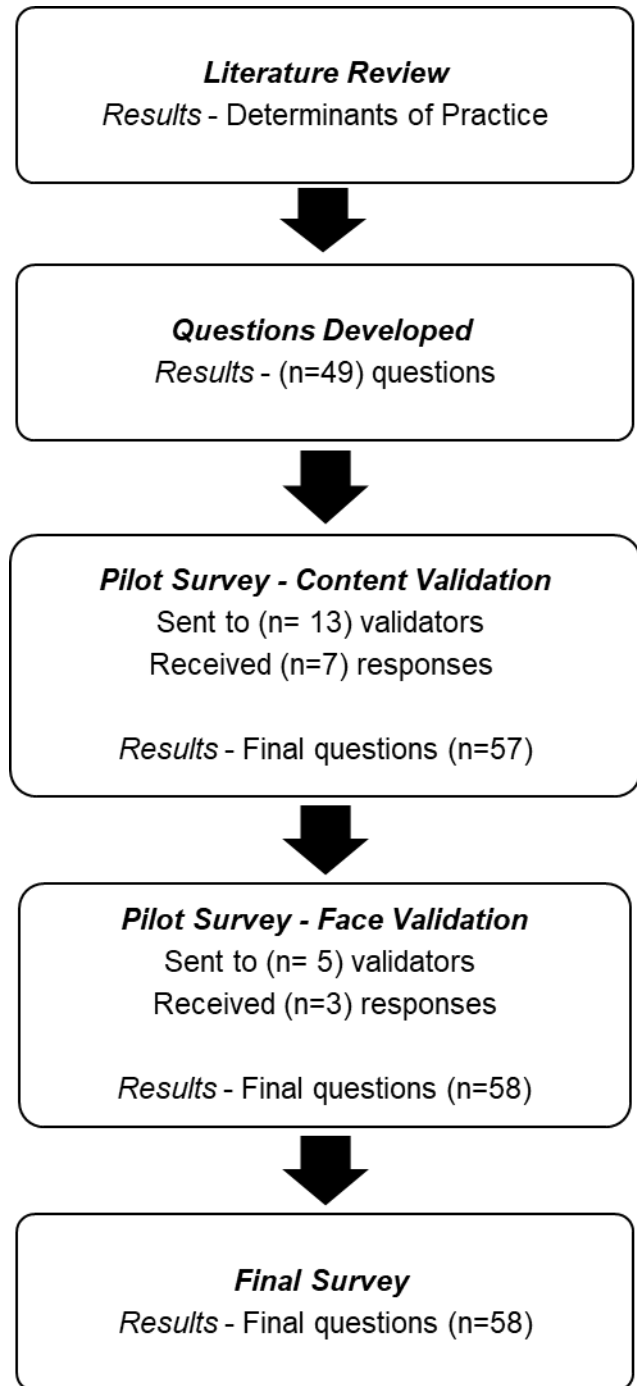 Literature Review
Results - Determinants of Practice
Questions Developed
Results - (n=49) questions
Pilot Survey - Content Validation
Sent to (n= 13) validators
Received (n=7) responses
Results - Final questions (n=57)
Pilot Survey - Face Validation
Sent to (n= 5) validators
Received (n=3) responses
Results - Final questions (n=58)
Final Survey
Results - Final questions (n=58)